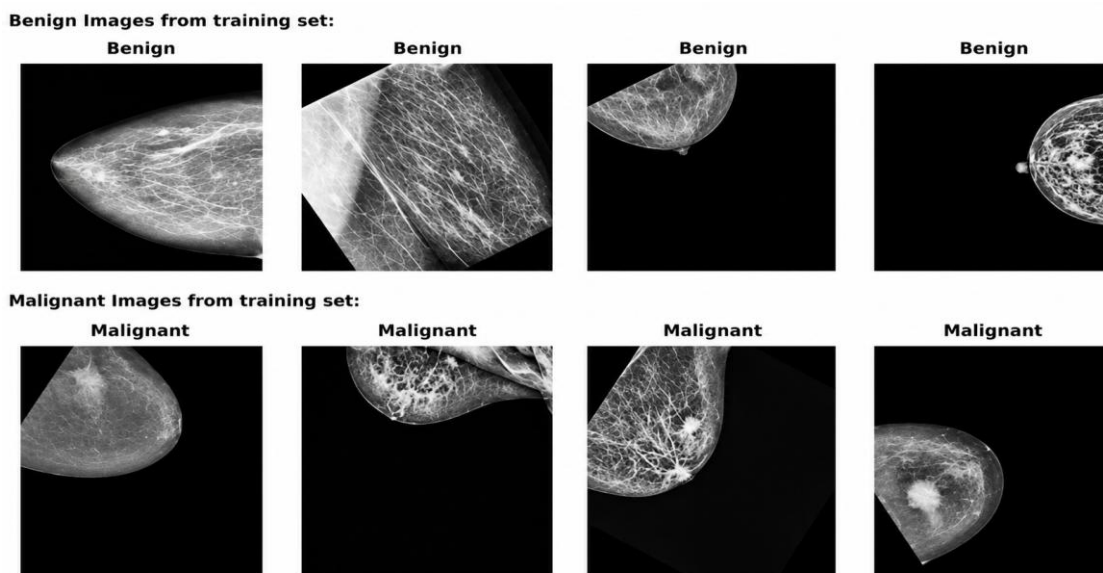 Benign Images from training set:
Benign Benign Benign Benign
Malignant Images from training set:
Malignant Malignant Malignant Malignant